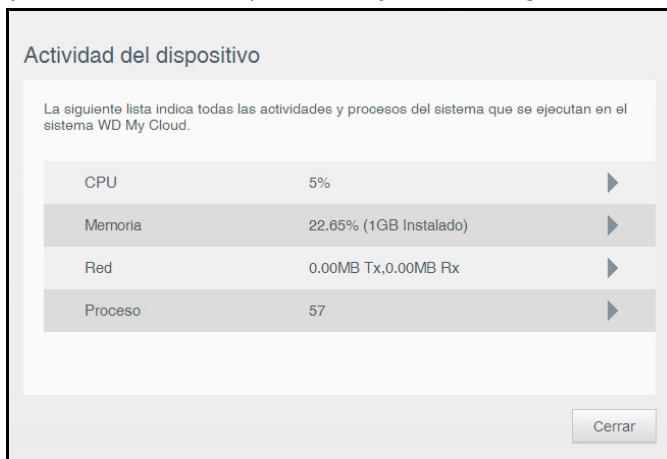 Actividad del dispositivo
La siguiente lista indica todas las actividades y procesos del sistema que se ejecutan en el
sistema WD My Cloud.
CPU 5%
Memoria 22.65% (1GB Instalado)
Red 0.00MB Tx,0.00MB Rx
Proceso 57
Cerrar